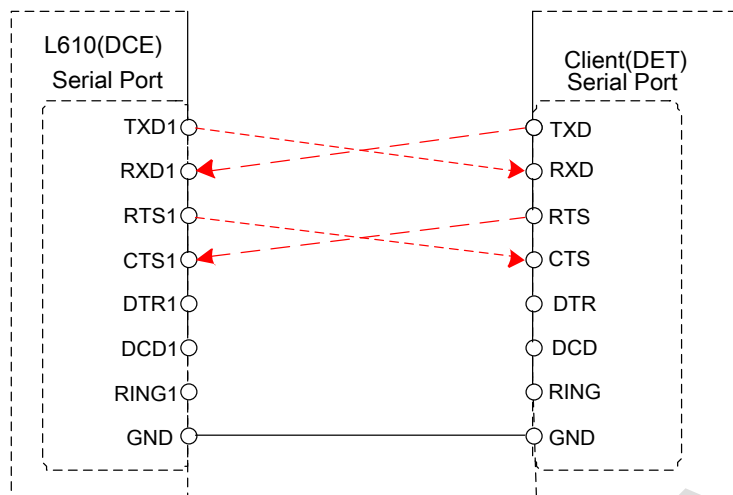 L610(DCE)
Serial Port
TXD1
RXD1
RTS1
CTS1
DTR1
DCD1
RING1
GND
Client(DET)
Serial Port
TXD
RXD
RTS
CTS
DTR
DCD
RING
GND